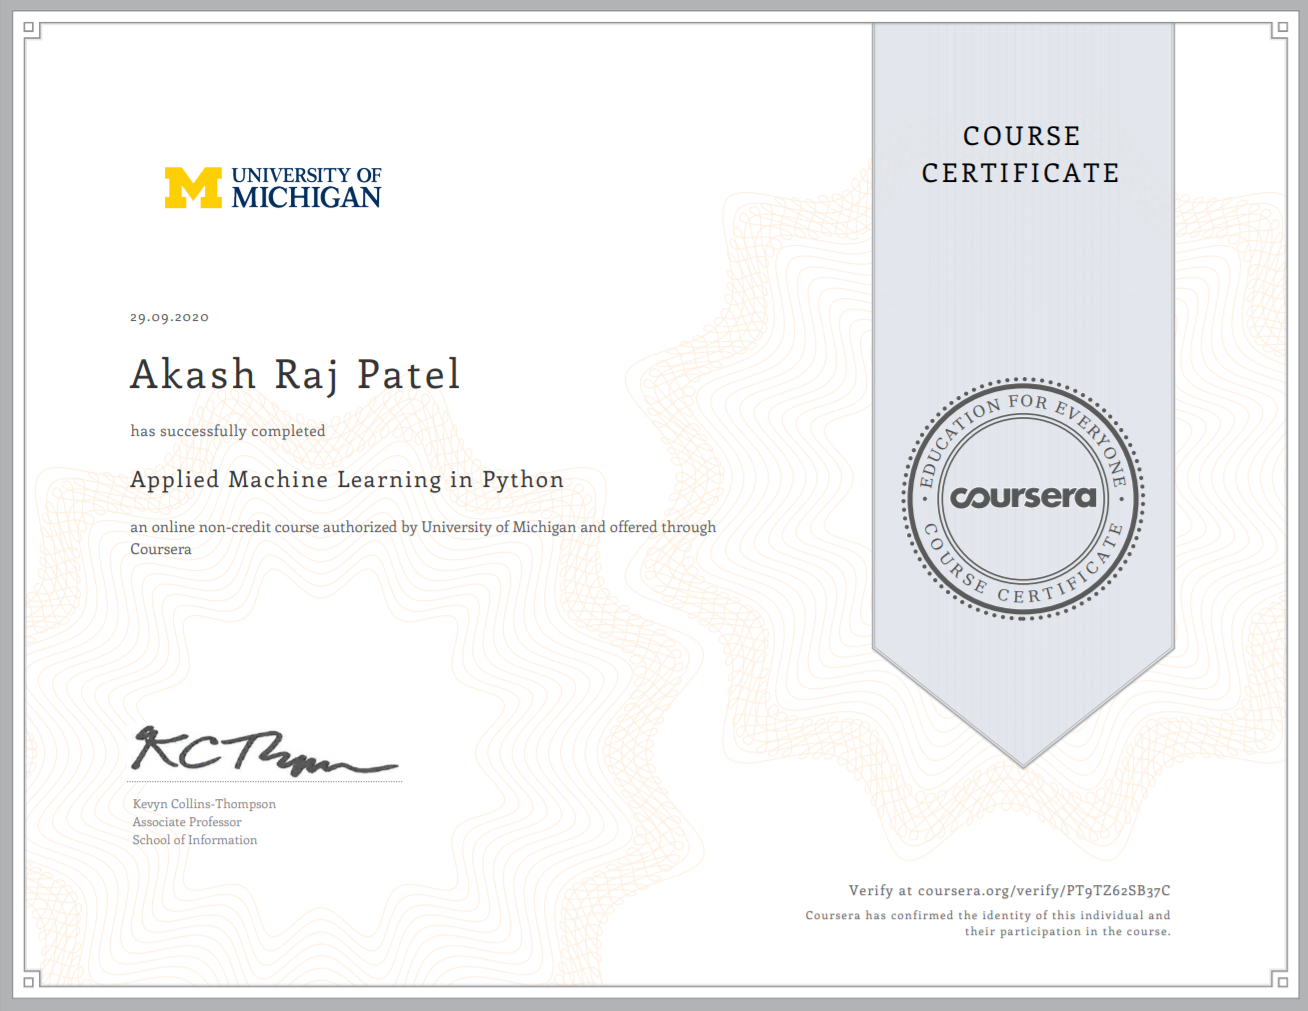 UNIVERSITY OF
MICHIGAN
COURSE
CERTIFICATE
29.09.2020
Akash Raj Patel
has successfully completed
Applied Machine Learning in Python
an online non-credit course authorized by University of Michigan and offered through
Coursera
EDUCATION FOR EVERYONE
coursera
COURSE CERTIFICATE
Kevyn Collins-Thompson
Associate Professor
School of Information
Verify at coursera.org/verify/PT9TZ62SB37C
Coursera has confirmed the identity of this individual and
their participation in the course.